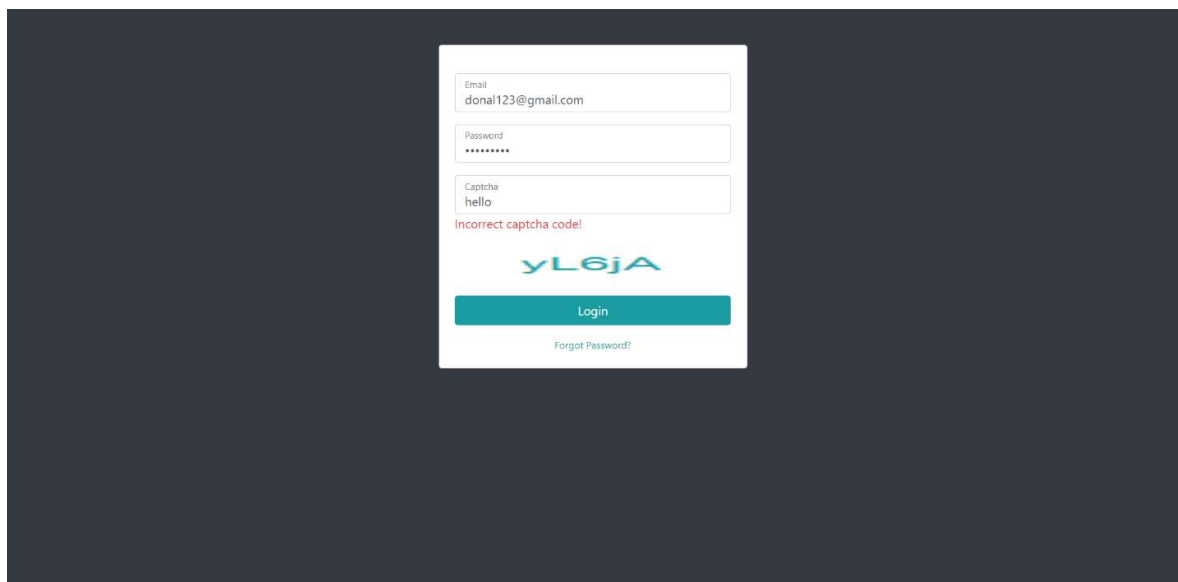 Email
donal123@gmail.com
Password
•••••••••
Captcha
hello
Incorrect captcha code!
yL6jA
Login
Forgot Password?